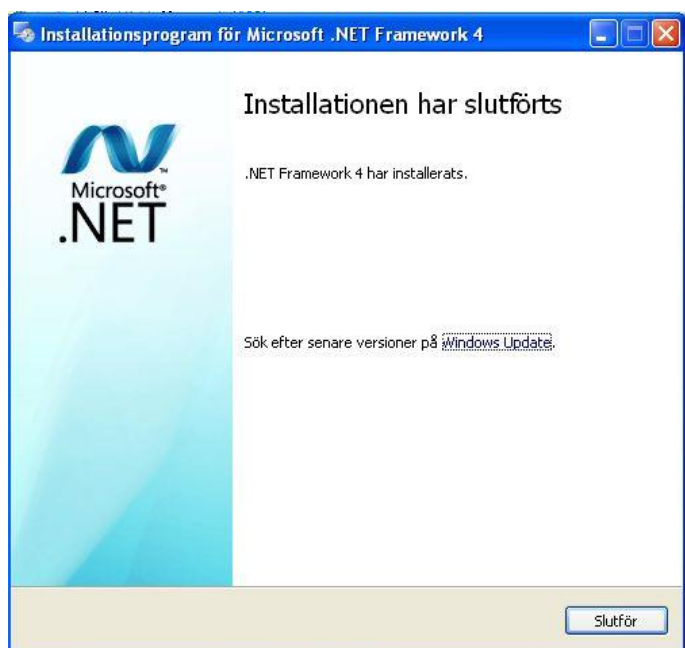 Installationsprogram för Microsoft .NET Framework 4
Installationen har slutförts
Microsoft®
.NET
™
.NET Framework 4 har installerats.
Sök efter senare versioner på Windows Update.
Slutför